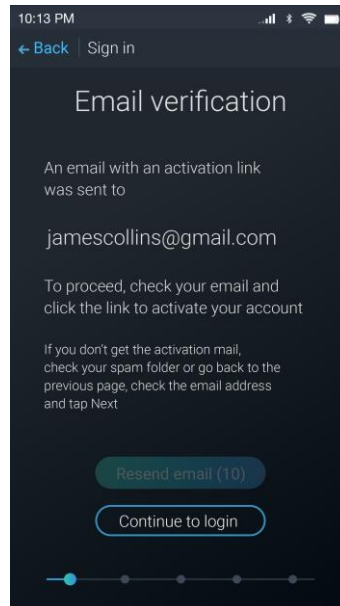 10:13 PM
← Back Sign in
Email verification
An email with an activation link
was sent to
jamescollins@gmail.com
To proceed, check your email and
click the link to activate your account
If you don't get the activation mail,
check your spam folder or go back to the
previous page, check the email address
and tap Next
Resend email (10)
Continue to login